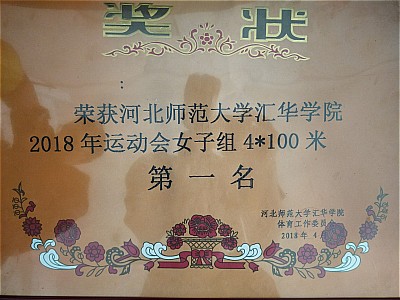 奖状
:
荣获河北师范大学汇华学院
2018年运动会女子组4*100米
第一名
河北师范大学汇华学院
体育工作委员会
2018年4月